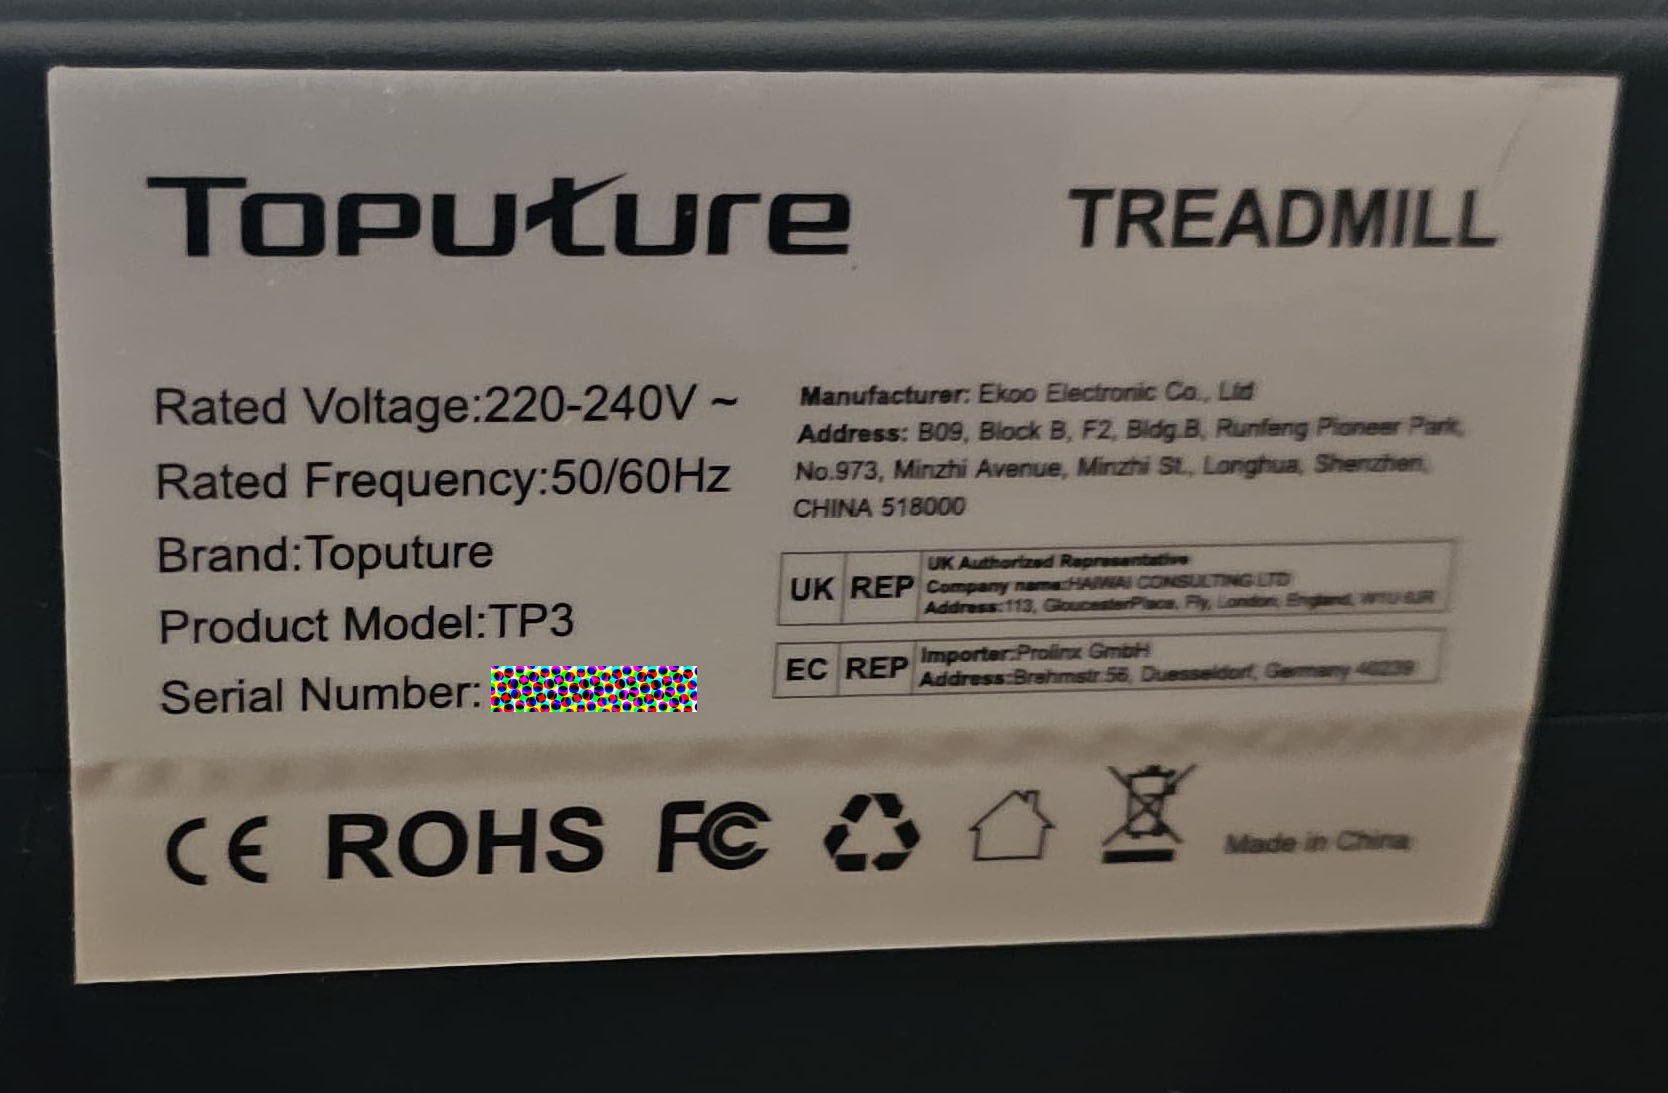 Toputure
TREADMILL
Rated Voltage:220-240V ~
Rated Frequency:50/60Hz
Brand:Toputure
Product Model:TP3
Serial Number:
Manufacturer: Ekoo Electronic Co., Ltd
Address: B09, Block B, F2, Bldg.B, Runfeng Pioneer Park,
No.973, Minzhi Avenue, Minzhi St., Longhua, Shenzhen,
CHINA 518000
UK REP
UK Authorized Representative
Company name:HAIWAI CONSULTING LTD
Address:113, GloucesterPlace, Fly, London, England, W1U 6JR
EC REP
Importer:Prolinx GmbH
Address:Brehmstr.56, Duesseldorf, Germany 40239
CE ROHS FC
Made in China